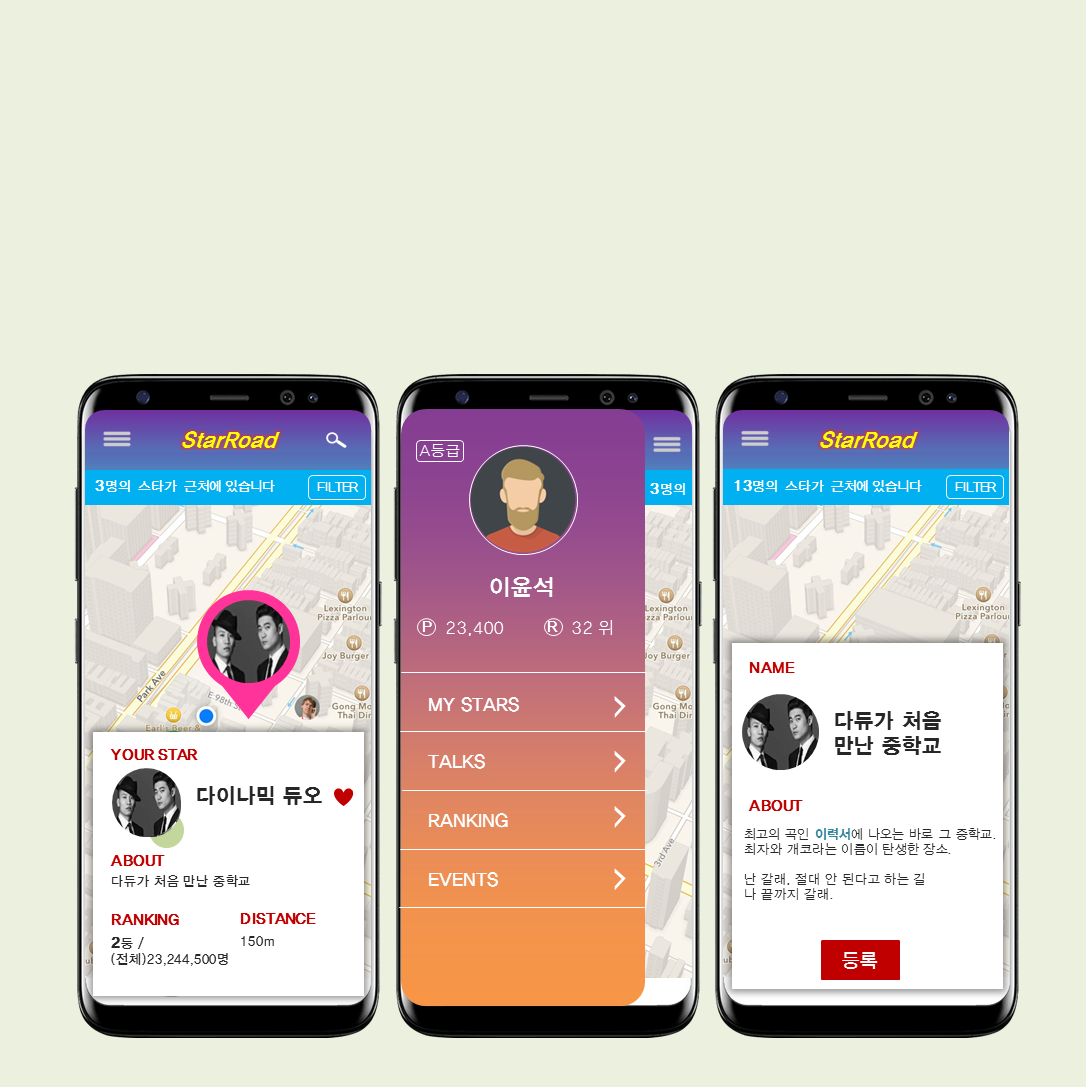 StarRoad
3명의 스타가 근처에 있습니다
FILTER
Lexington
Pizza Parlour
Joy Burger
Park Ave
E 98th St
Gong Mo
Thai Din
Earl's Beer &
YOUR STAR
다이나믹 듀오
ABOUT
다듀가 처음 만난 중학교
RANKING
DISTANCE
2등 /
150m
(전체)23,244,500명
A등급
이윤석
P 23,400
R 32 위
MY STARS
TALKS
RANKING
EVENTS
3명의
Lexington
Pizza Parlour
Joy Burger
Gong Mo
Thai Din
3rd Ave
StarRoad
13명의 스타가 근처에 있습니다
FILTER
Lexington
Pizza Parlour
NAME
다듀가 처음
만난 중학교
ABOUT
최고의 곡인 이력서에 나오는 바로 그 중학교.
최자와 개코라는 이름이 탄생한 장소.
난 갈래, 절대 안 된다고 하는 길
나 끝까지 갈래.
등록